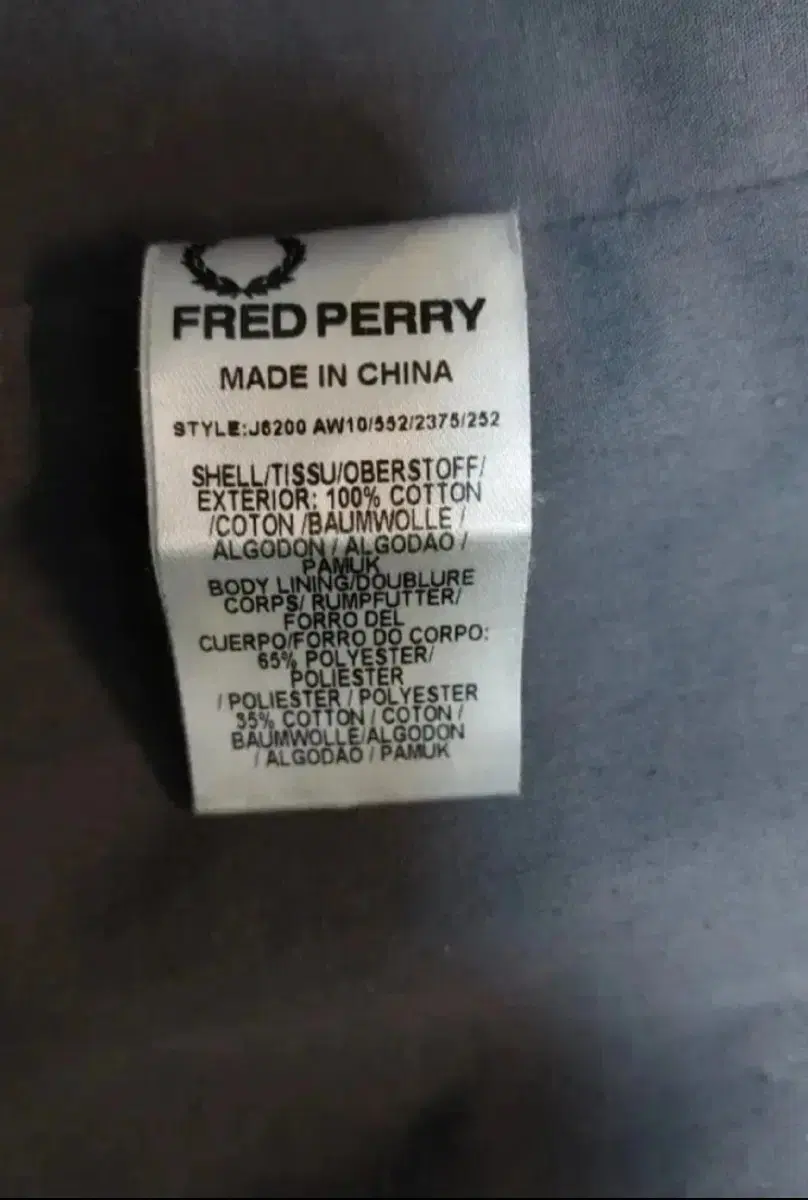 FRED PERRY
MADE IN CHINA
STYLE:J6200 AW10/552/2375/252
SHELL/TISSU/OBERSTOFF/
EXTERIOR: 100% COTTON
/COTON /BAUMWOLLE /
ALGODON / ALGODAO /
PAMUK
BODY LINING/DOUBLURE
CORPS/ RUMPFUTTER/
FORRO DEL
CUERPO/FORRO DO CORPO:
65% POLYESTER/
POLIESTER
/ POLIESTER / POLYESTER
35% COTTON / COTON /
BAUMWOLLE/ALGODON
/ ALGODAO / PAMUK